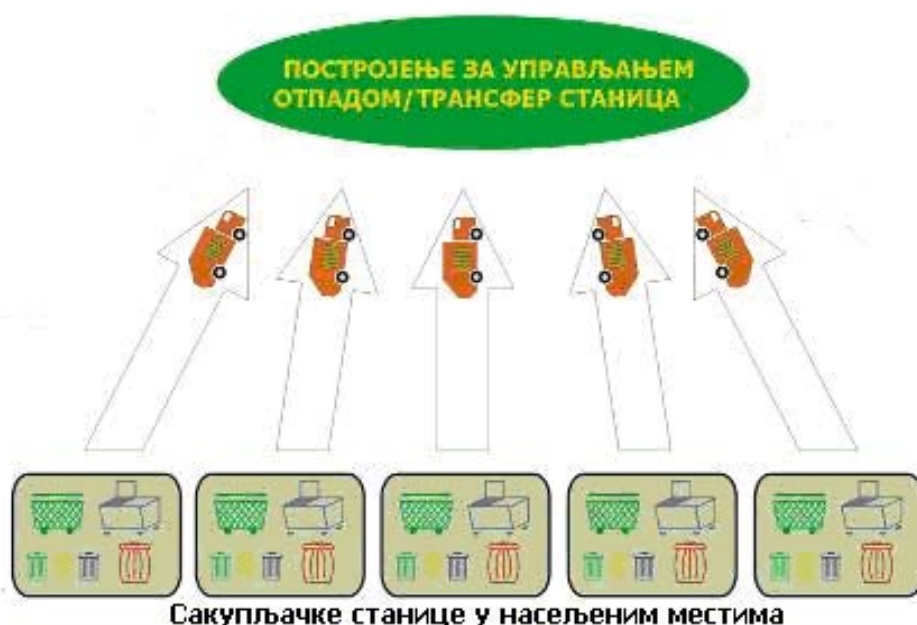 ПОСТРОЈЕЊЕ ЗА УПРАВЉАЊЕМ
ОТПАДОМ/ТРАНСФЕР СТАНИЦА
Сакупљачке станице у насељеним местима